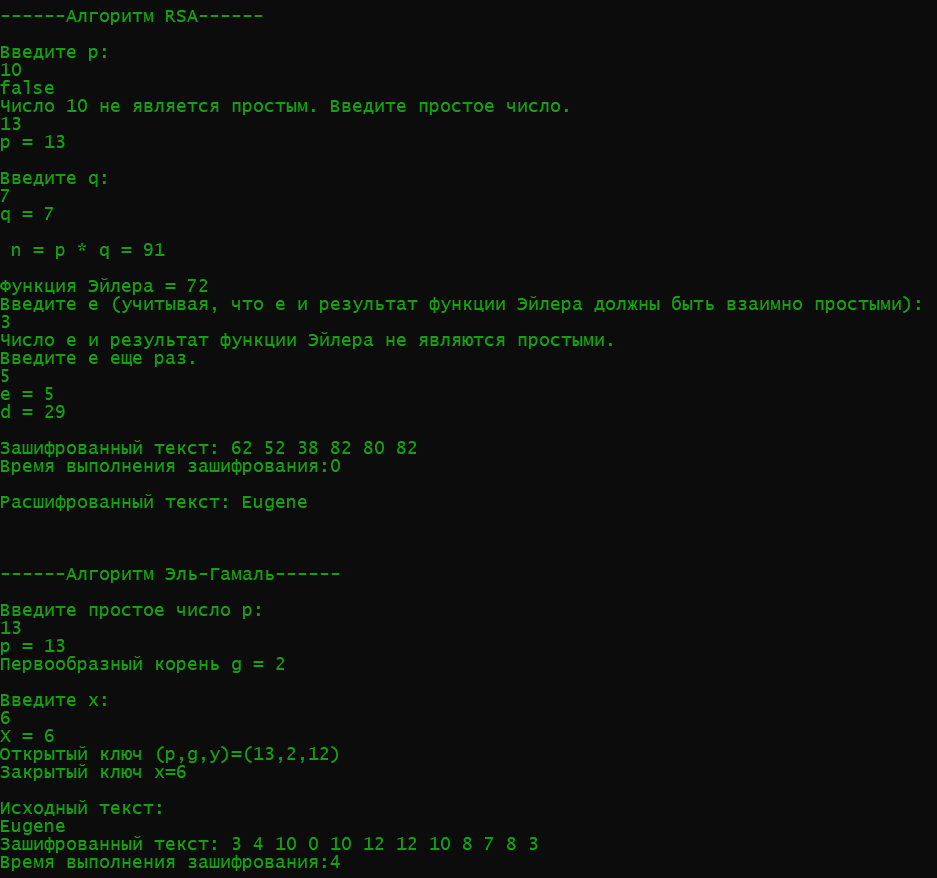 ------Алгоритм RSA------
Введите p:
10
false
Число 10 не является простым. Введите простое число.
13
p = 13
Введите q:
7
q = 7
n = p * q = 91
Функция Эйлера = 72
Введите e (учитывая, что e и результат функции Эйлера должны быть взаимно простыми):
3
Число e и результат функции Эйлера не являются простыми.
Введите e еще раз.
5
e = 5
d = 29
Зашифрованный текст: 62 52 38 82 80 82
Время выполнения зашифрования:0
Расшифрованный текст: Eugene
------Алгоритм Эль-Гамаль------
Введите простое число p:
13
p = 13
Первообразный корень g = 2
Введите x:
6
X = 6
Открытый ключ (p,g,y)=(13,2,12)
Закрытый ключ x=6
Исходный текст:
Eugene
Зашифрованный текст: 3 4 10 0 10 12 12 10 8 7 8 3
Время выполнения зашифрования:4